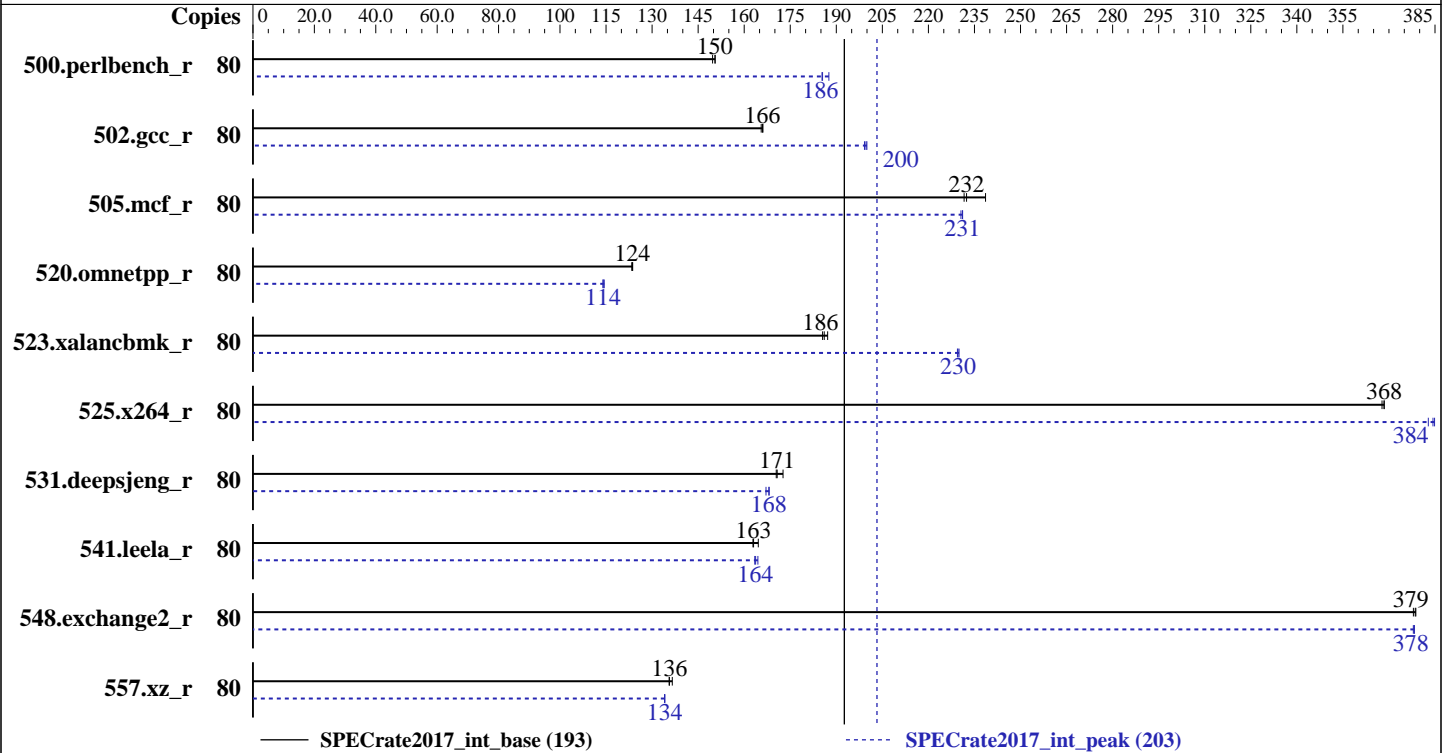 Copies 0 20.0 40.0 60.0 80.0 100 115 130 145 160 175 190 205 220 235 250 265 280 295 310 325 340 355 385
150
500.perlbench_r 80
186
166
502.gcc_r 80
200
232
505.mcf_r 80
231
124
520.omnetpp_r 80
114
186
523.xalancbmk_r 80
230
368
525.x264_r 80
384
171
531.deepsjeng_r 80
168
163
541.leela_r 80
164
379
548.exchange2_r 80
378
136
557.xz_r 80
134
SPECrate2017_int_base (193) SPECrate2017_int_peak (203)